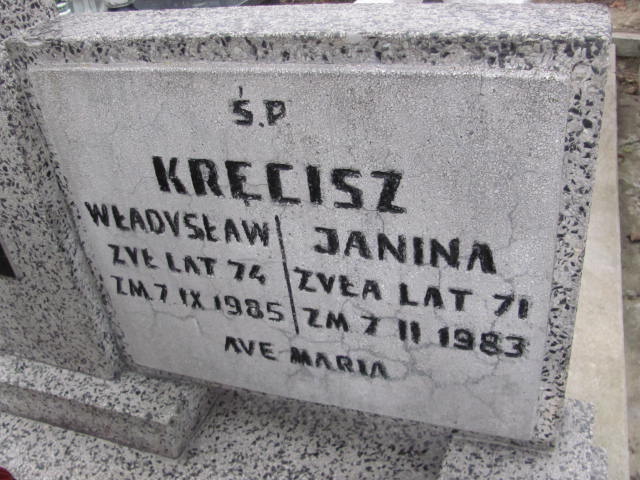 Ś.P
KRĘCISZ
WŁADYSŁAW
ŻYŁ LAT 74
ZM. 7 IX 1985
JANINA
ŻYŁA LAT 71
ZM 7 II 1983
AVE MARIA